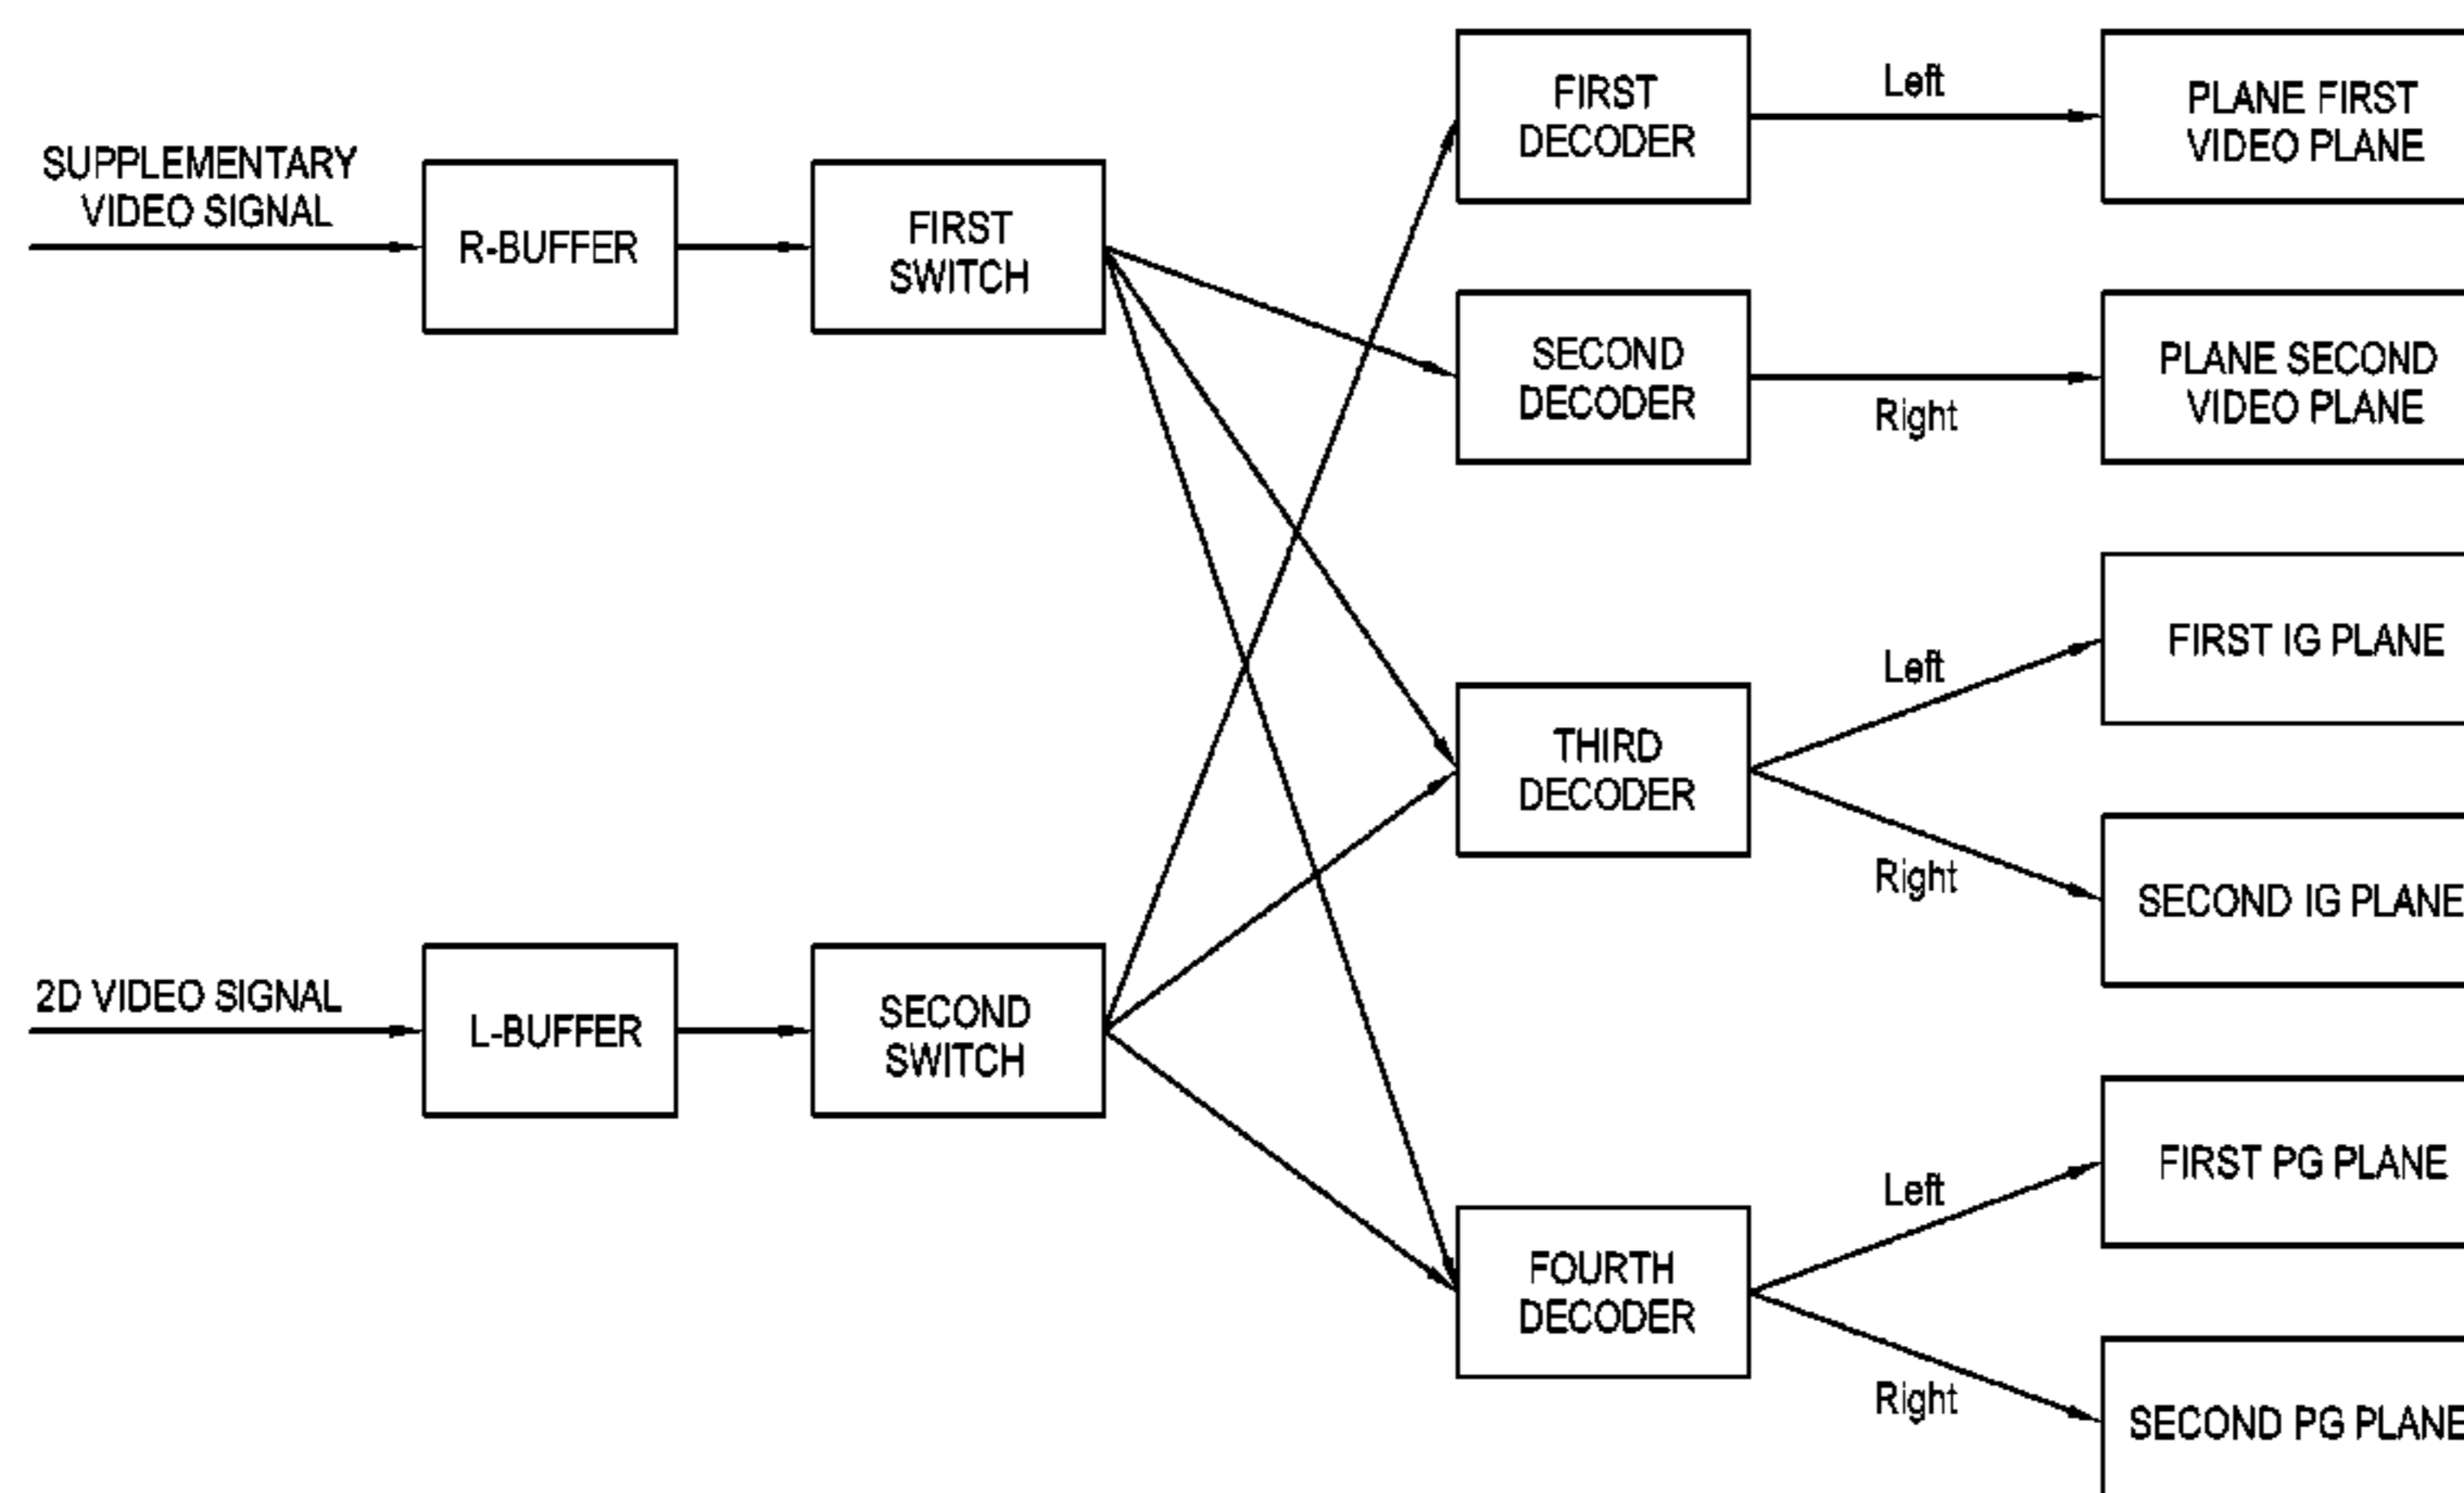 SUPPLEMENTARY
VIDEO SIGNAL
R-BUFFER
FIRST
SWITCH
FIRST
DECODER
Left
PLANE FIRST
VIDEO PLANE
SECOND
DECODER
Right
PLANE SECOND
VIDEO PLANE
2D VIDEO SIGNAL
L-BUFFER
SECOND
SWITCH
THIRD
DECODER
Left
FIRST IG PLANE
Right
SECOND IG PLANE
FOURTH
DECODER
Left
FIRST PG PLANE
Right
SECOND PG PLANE